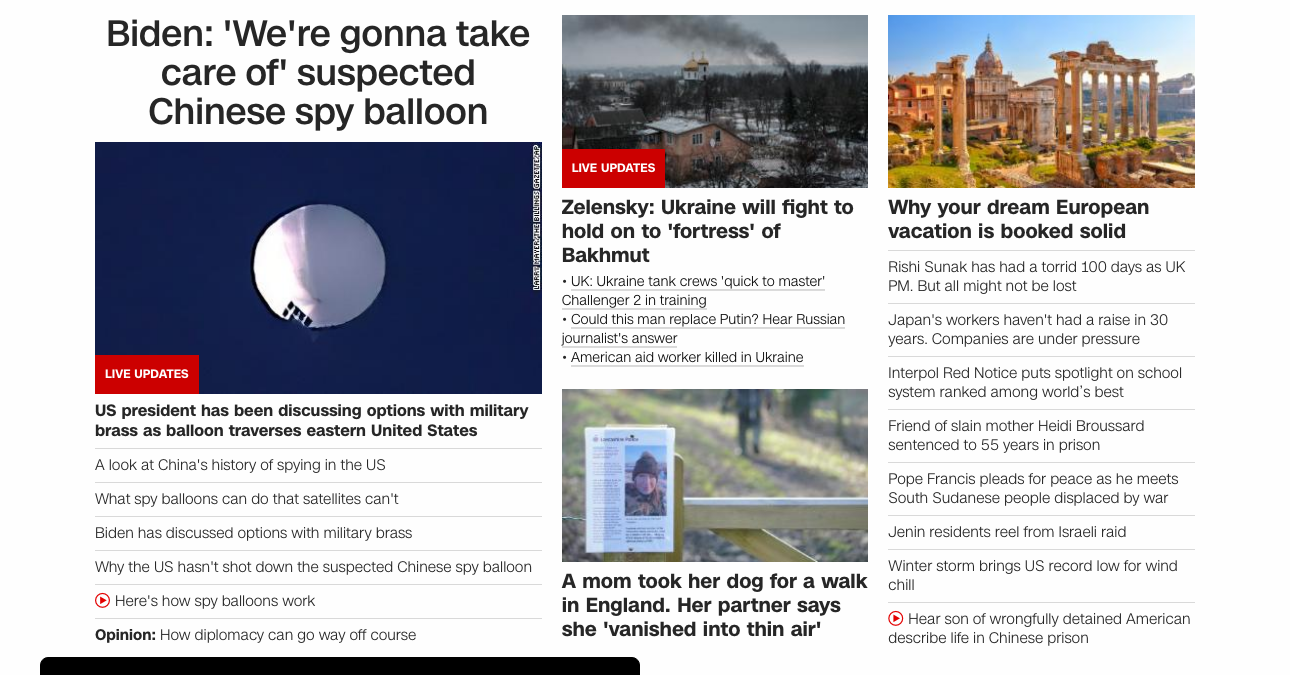 Biden: 'We're gonna take
care of' suspected
Chinese spy balloon
LARRY MAYER/THE BILLINGS GAZETTE/AP
LIVE UPDATES
US president has been discussing options with military
brass as balloon traverses eastern United States
A look at China's history of spying in the US
What spy balloons can do that satellites can't
Biden has discussed options with military brass
Why the US hasn't shot down the suspected Chinese spy balloon
Here's how spy balloons work
Opinion: How diplomacy can go way off course
LIVE UPDATES
Zelensky: Ukraine will fight to
hold on to 'fortress' of
Bakhmut
• UK: Ukraine tank crews 'quick to master'
Challenger 2 in training
• Could this man replace Putin? Hear Russian
journalist's answer
• American aid worker killed in Ukraine
A mom took her dog for a walk
in England. Her partner says
she 'vanished into thin air'
Why your dream European
vacation is booked solid
Rishi Sunak has had a torrid 100 days as UK
PM. But all might not be lost
Japan's workers haven't had a raise in 30
years. Companies are under pressure
Interpol Red Notice puts spotlight on school
system ranked among world’s best
Friend of slain mother Heidi Broussard
sentenced to 55 years in prison
Pope Francis pleads for peace as he meets
South Sudanese people displaced by war
Jenin residents reel from Israeli raid
Winter storm brings US record low for wind
chill
Hear son of wrongfully detained American
describe life in Chinese prison